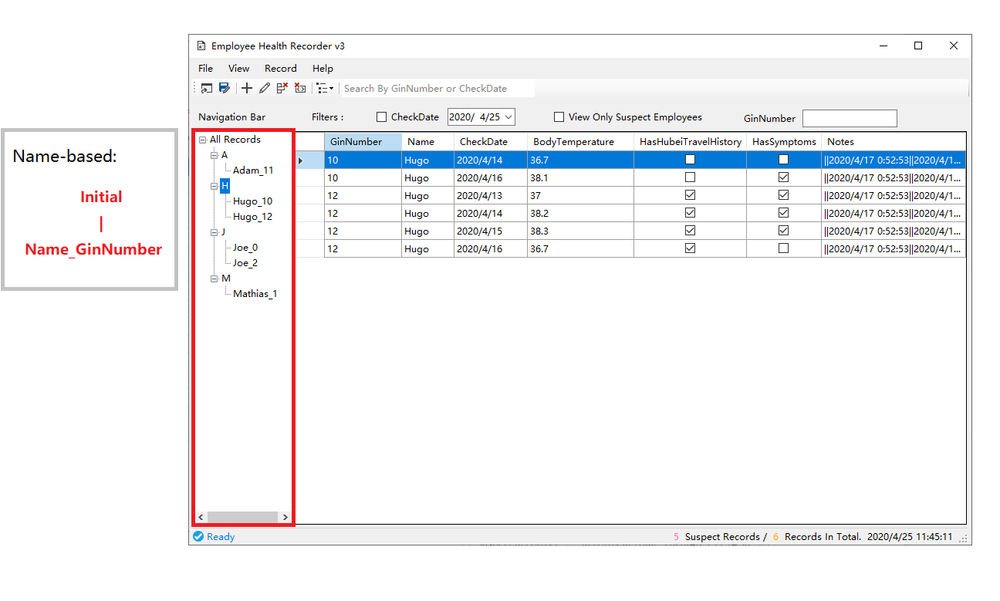 Name-based:
Initial
|
Name_GinNumber
Employee Health Recorder v3
File View Record Help
Search By GinNumber or CheckDate
Navigation Bar Filters : CheckDate 2020/ 4/25 View Only Suspect Employees GinNumber
All Records
A
Adam_11
H
Hugo_10
Hugo_12
J
Joe_0
Joe_2
M
Mathias_1
GinNumber Name CheckDate BodyTemperature HasHubeiTravelHistory HasSymptoms Notes
10 Hugo 2020/4/14 36.7 ||2020/4/17 0:52:53||2020/4/1...
10 Hugo 2020/4/16 38.1 ||2020/4/17 0:52:53||2020/4/1...
12 Hugo 2020/4/13 37 ||2020/4/17 0:52:53||2020/4/1...
12 Hugo 2020/4/14 38.2 ||2020/4/17 0:52:53||2020/4/1...
12 Hugo 2020/4/15 38.3 ||2020/4/17 0:52:53||2020/4/1...
12 Hugo 2020/4/16 36.7 ||2020/4/17 0:52:53||2020/4/1...
Ready 5 Suspect Records / 6 Records In Total. 2020/4/25 11:45:11